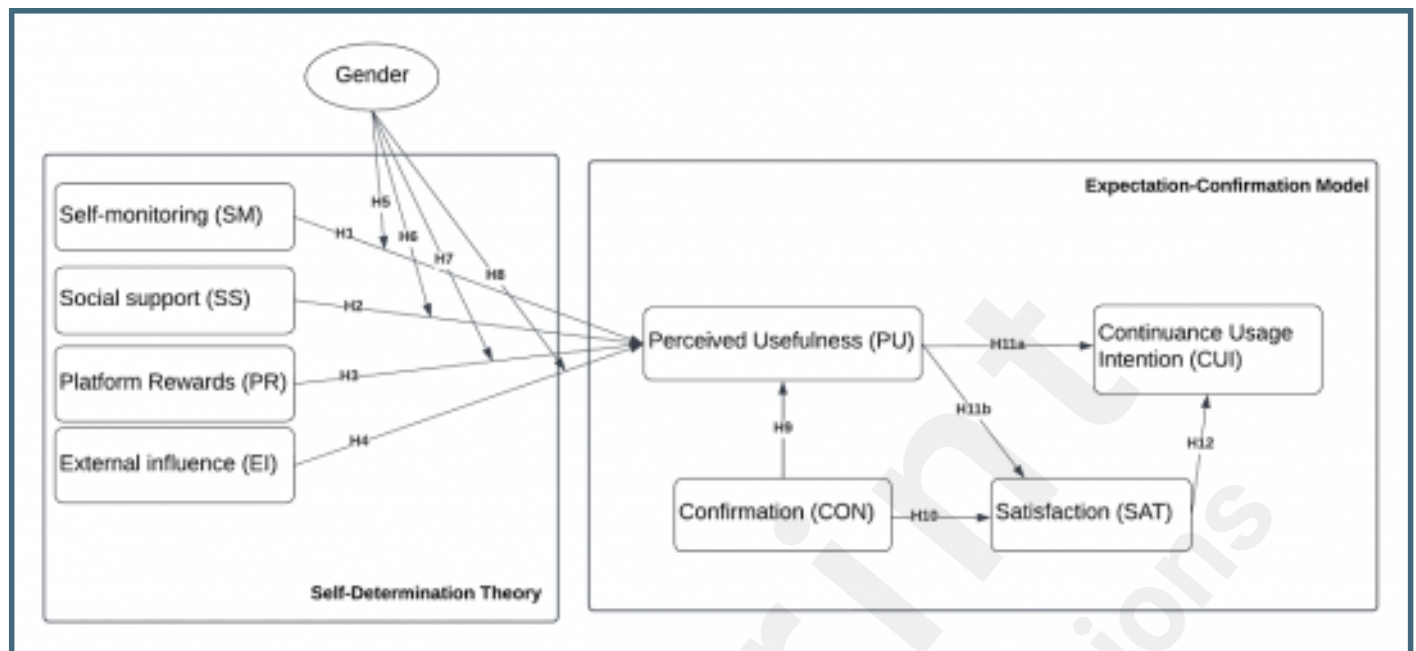 Gender
Expectation-Confirmation Model
Self-monitoring (SM)
H5
H1
H6
H7
H8
Social support (SS)
H2
Perceived Usefulness (PU)
H11a
Continuance Usage
Intention (CUI)
Platform Rewards (PR)
H3
H11b
External influence (EI)
H4
H9
H12
Confirmation (CON)
H10
Satisfaction (SAT)
Self-Determination Theory